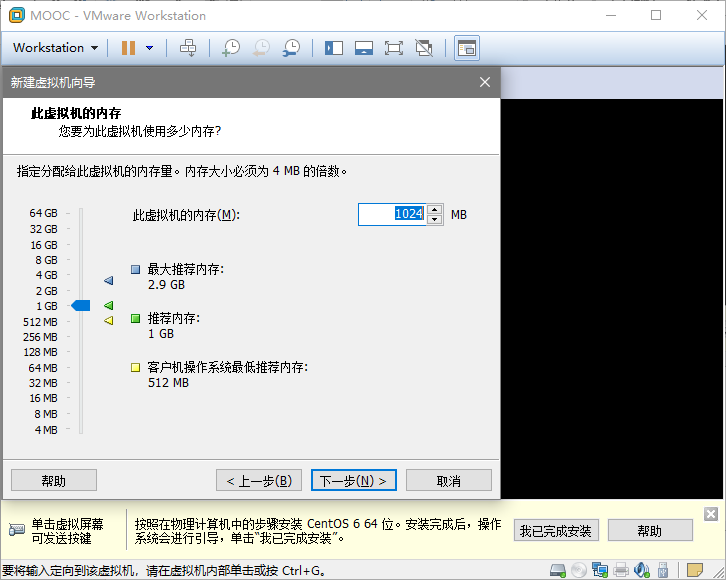 MOOC - VMware Workstation
Workstation
新建虚拟机向导
此虚拟机的内存
您要为此虚拟机使用多少内存?
指定分配给此虚拟机的内存量。内存大小必须为 4 MB 的倍数。
此虚拟机的内存(M): 1024 MB
64 GB
32 GB
16 GB
8 GB
4 GB
2 GB
1 GB
512 MB
256 MB
128 MB
64 MB
32 MB
16 MB
8 MB
4 MB
最大推荐内存:
2.9 GB
推荐内存:
1 GB
客户机操作系统最低推荐内存:
512 MB
帮助 < 上一步(B) 下一步(N) > 取消
单击虚拟屏幕
可发送按键
按照在物理计算机中的步骤安装 CentOS 6 64 位。安装完成后，操作
系统会进行引导，单击“我已完成安装”。
我已完成安装 帮助
要将输入定向到该虚拟机，请在虚拟机内部单击或按 Ctrl+G。